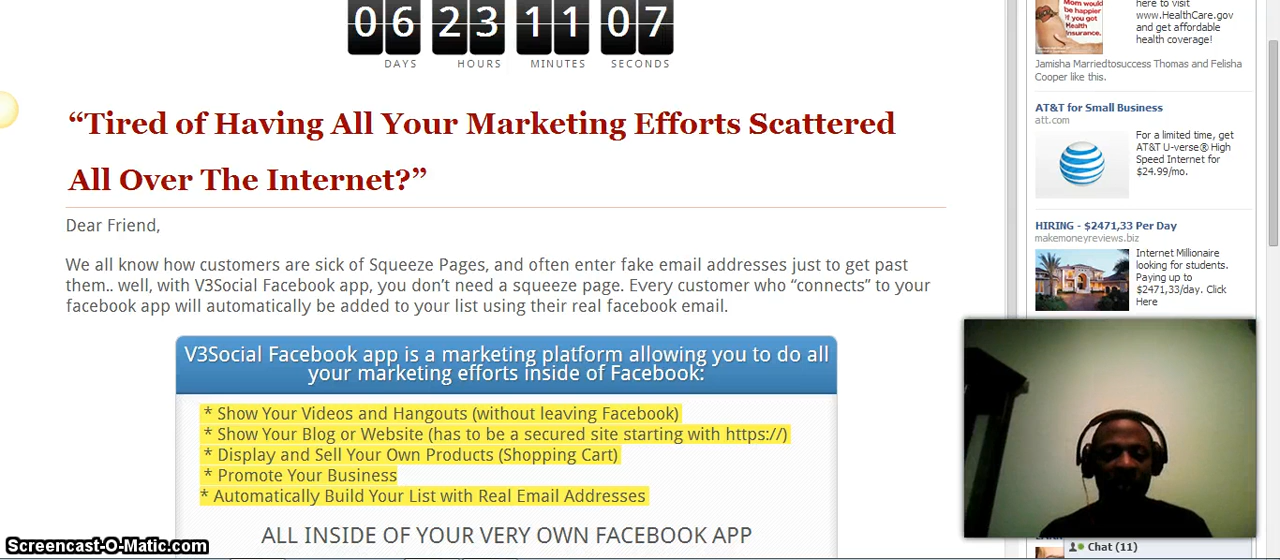 06 23 11 07
DAYS HOURS MINUTES SECONDS
“Tired of Having All Your Marketing Efforts Scattered
All Over The Internet?”
Dear Friend,
We all know how customers are sick of Squeeze Pages, and often enter fake email addresses just to get past
them.. well, with V3Social Facebook app, you don’t need a squeeze page. Every customer who “connects” to your
facebook app will automatically be added to your list using their real facebook email.
V3Social Facebook app is a marketing platform allowing you to do all
your marketing efforts inside of Facebook:
* Show Your Videos and Hangouts (without leaving Facebook)
* Show Your Blog or Website (has to be a secured site starting with https://)
* Display and Sell Your Own Products (Shopping Cart)
* Promote Your Business
* Automatically Build Your List with Real Email Addresses
ALL INSIDE OF YOUR VERY OWN FACEBOOK APP
Screencast-O-Matic.com
Mom would
be happier
if you got
Health
Insurance.
here to visit
www.HealthCare.gov
and get affordable
health coverage!
Jamisha Marriedtosuccess Thomas and Felisha
Cooper like this.
AT&T for Small Business
att.com
For a limited time, get
AT&T U-verse® High
Speed Internet for
$24.99/mo.
HIRING - $2471,33 Per Day
makemoneyreviews.biz
Internet Millionaire
looking for students.
Paying up to
$2471,33/day. Click
Here
Chat (11)